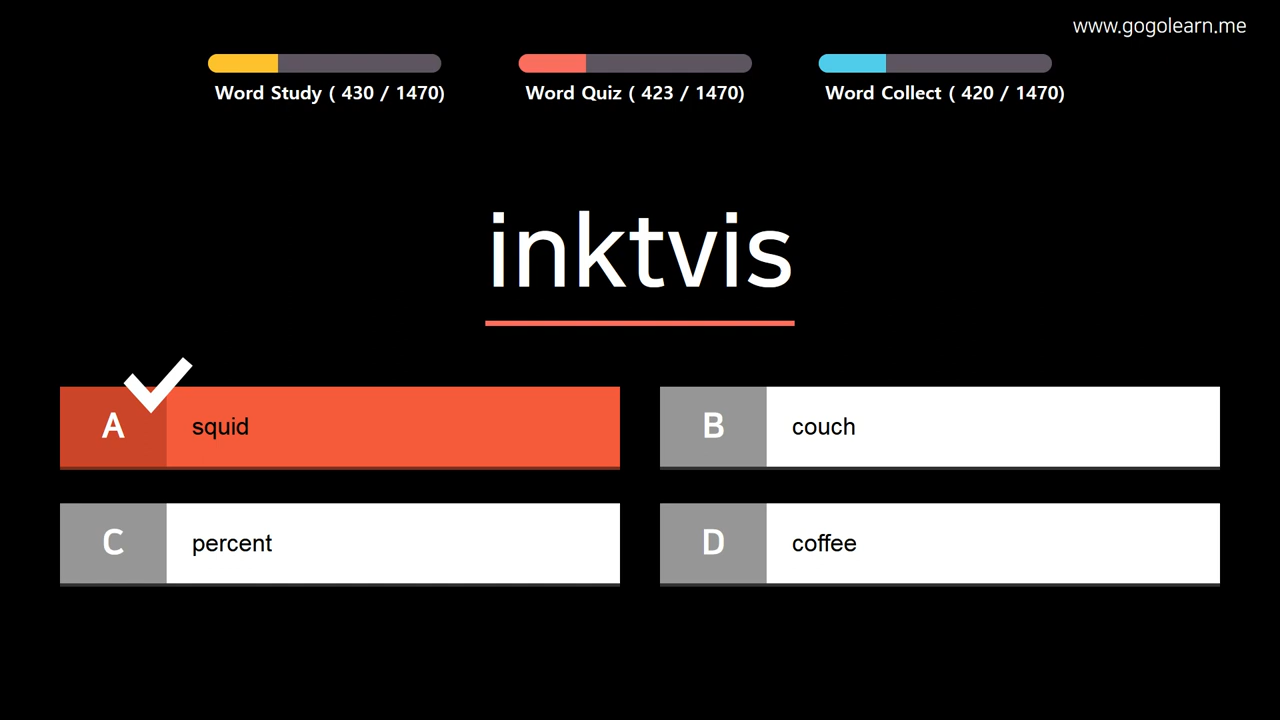 www.gogolearn.me
Word Study ( 430 / 1470)
Word Quiz ( 423 / 1470)
Word Collect ( 420 / 1470)
inktvis
A squid
B couch
C percent
D coffee